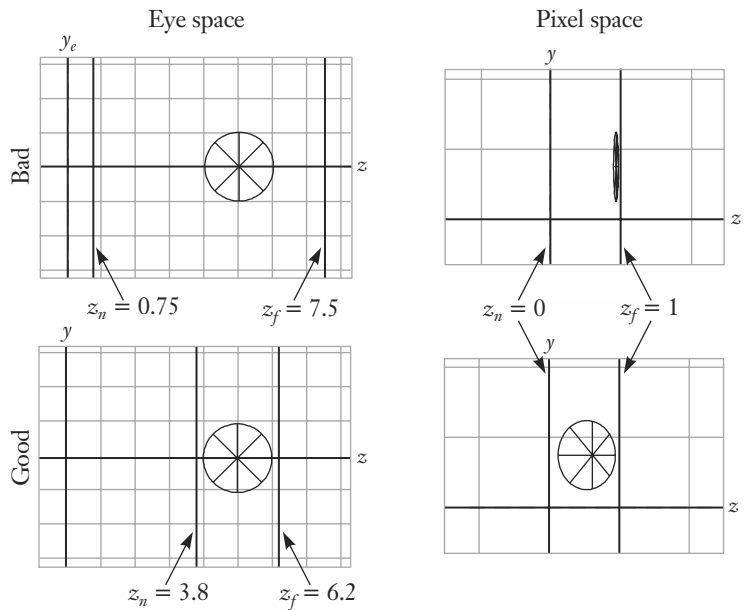 Eye space
Pixel space
Bad
y_e
z
z_n = 0.75
z_f = 7.5
y
z
z_n = 0
z_f = 1
Good
y
z
z_n = 3.8
z_f = 6.2
y
z